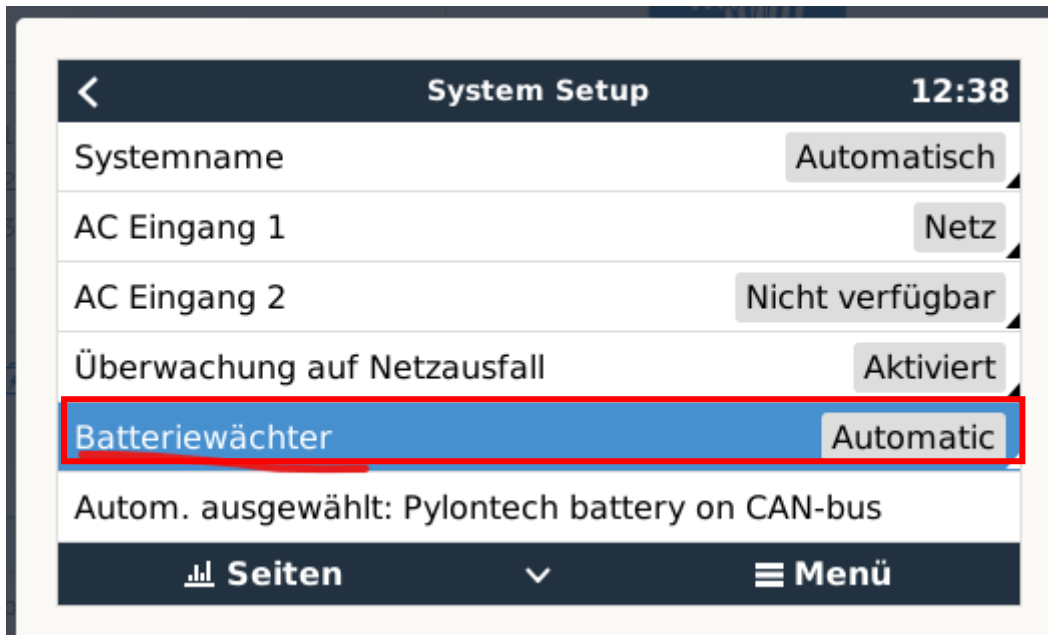 System Setup 12:38
Systemname Automatisch
AC Eingang 1 Netz
AC Eingang 2 Nicht verfügbar
Überwachung auf Netzausfall Aktiviert
Batteriewächter Automatic
Autom. ausgewählt: Pylontech battery on CAN-bus
Seiten Menü